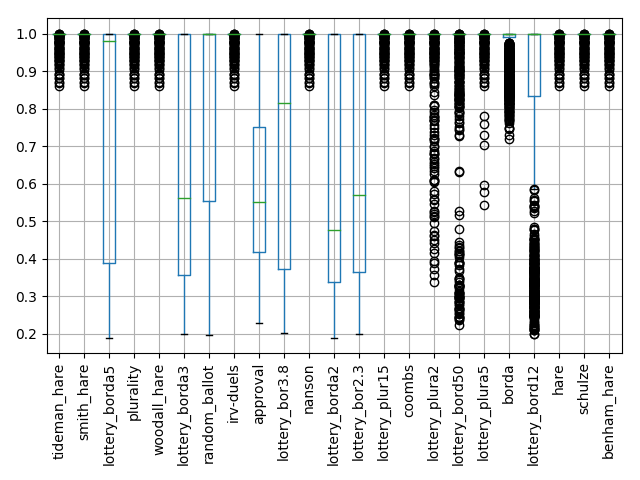 1.0
0.9
0.8
0.7
0.6
0.5
0.4
0.3
0.2
tideman_hare
smith_hare
lottery_borda5
plurality
woodall_hare
lottery_borda3
random_ballot
irv-duels
approval
lottery_bor3.8
nanson
lottery_borda2
lottery_bor2.3
lottery_plur15
coombs
lottery_plura2
lottery_bord50
lottery_plura5
borda
lottery_bord12
hare
schulze
benham_hare